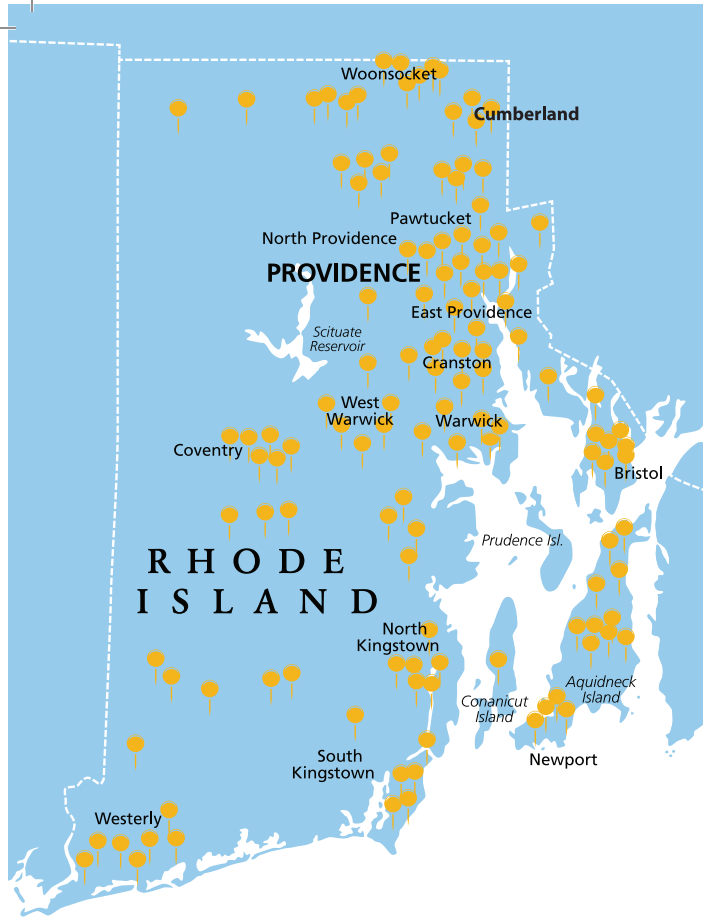 Woonsocket
Cumberland
Pawtucket
North Providence
PROVIDENCE
East Providence
Scituate
Reservoir
Cranston
West
Warwick
Warwick
Coventry
Bristol
Prudence Isl.
RHODE
ISLAND
North
Kingstown
Aquidneck
Island
Conanicut
Island
South
Kingstown
Newport
Westerly